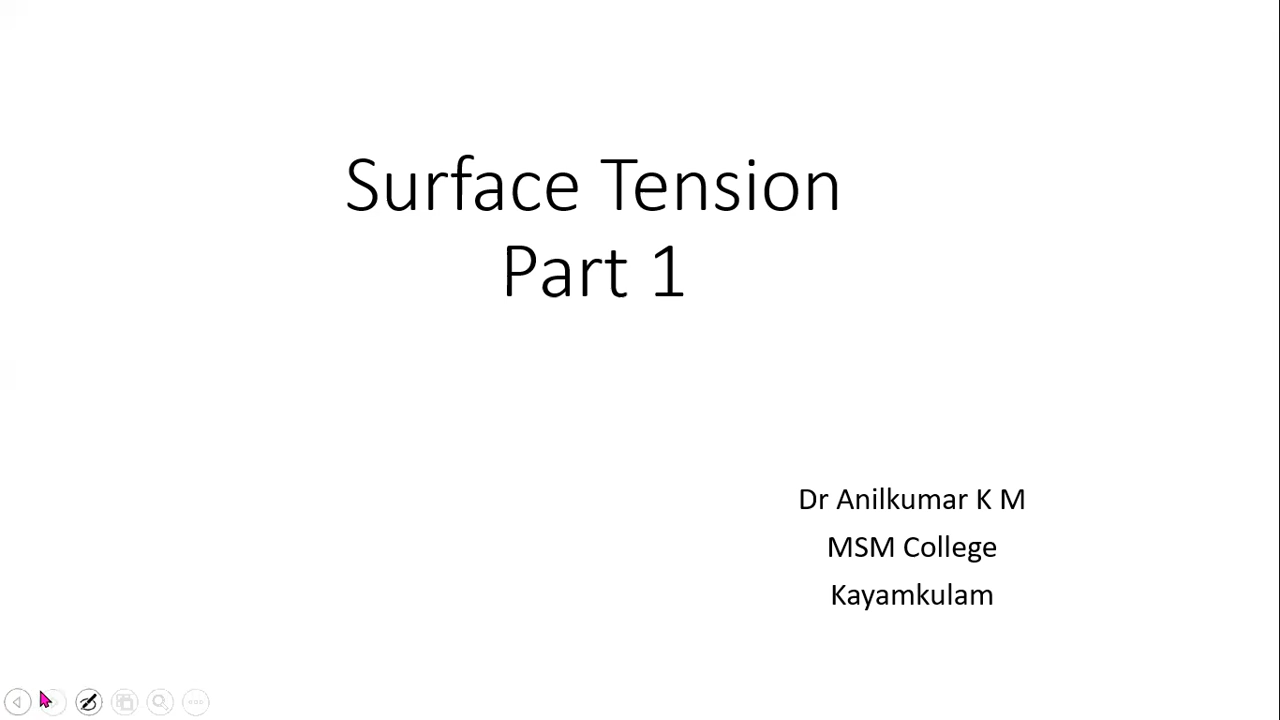 Surface Tension
Part 1
Dr Anilkumar K M
MSM College
Kayamkulam